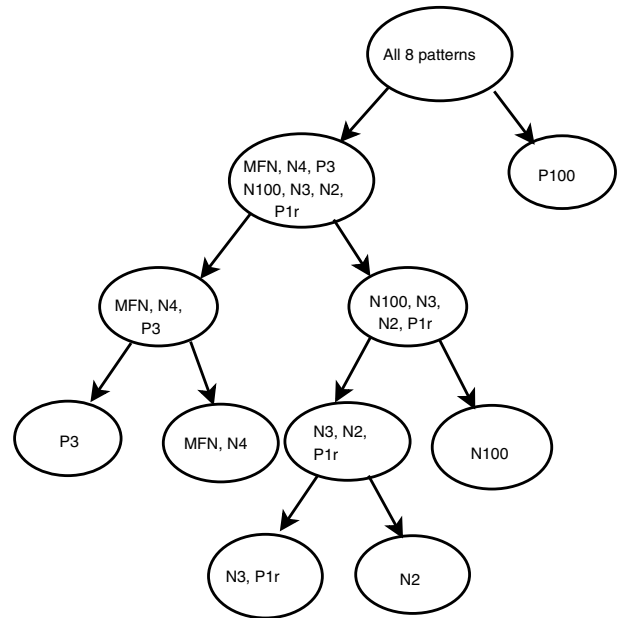 All 8 patterns
MFN, N4, P3
N100, N3, N2,
P1r
P100
MFN, N4,
P3
N100, N3,
N2, P1r
P3
MFN, N4
N3, N2,
P1r
N100
N3, P1r
N2